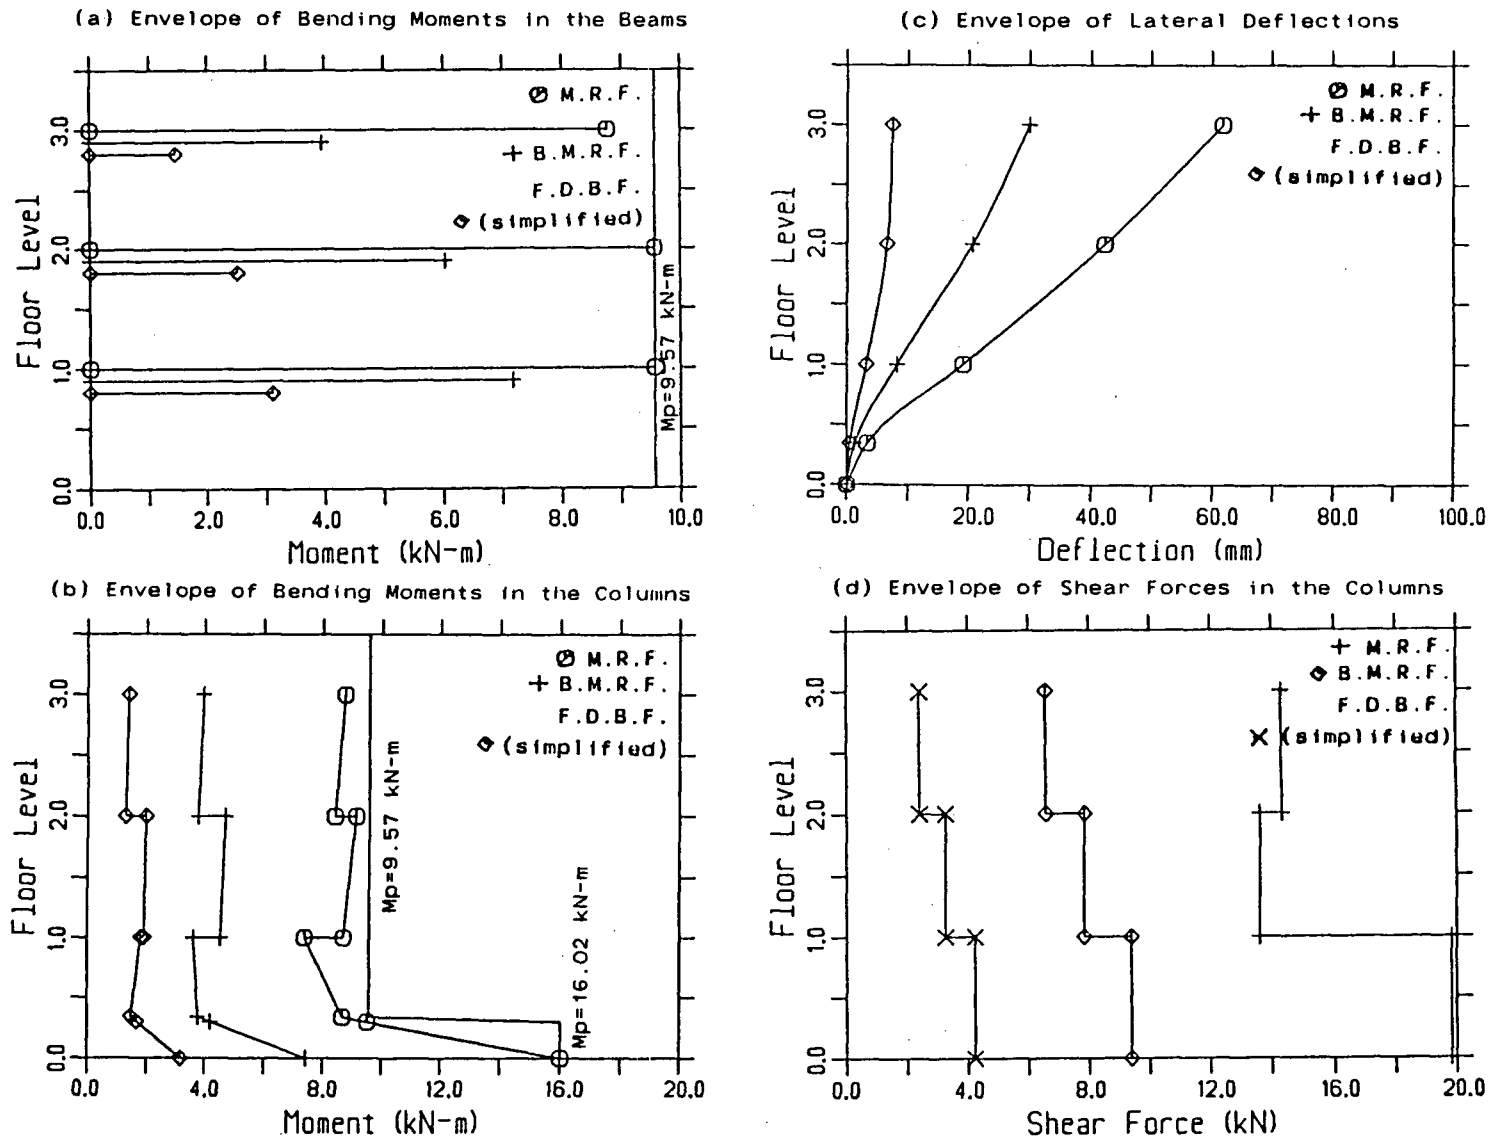 (a) Envelope of Bending Moments in the Beams
M.R.F.
B.M.R.F.
F.D.B.F.
(simplified)
Mp=9.57 kN-m
Floor Level
3.0
2.0
1.0
0.0
0.0 2.0 4.0 6.0 8.0 10.0
Moment (kN-m)
(c) Envelope of Lateral Deflections
M.R.F.
B.M.R.F.
F.D.B.F.
(simplified)
Floor Level
3.0
2.0
1.0
0.0
0.0 20.0 40.0 60.0 80.0 100.0
Deflection (mm)
(b) Envelope of Bending Moments in the Columns
M.R.F.
B.M.R.F.
F.D.B.F.
(simplified)
Mp=9.57 kN-m
Mp=16.02 kN-m
Floor Level
3.0
2.0
1.0
0.0
0.0 4.0 8.0 12.0 16.0 20.0
Moment (kN-m)
(d) Envelope of Shear Forces in the Columns
M.R.F.
B.M.R.F.
F.D.B.F.
(simplified)
Floor Level
3.0
2.0
1.0
0.0
0.0 4.0 8.0 12.0 16.0 20.0
Shear Force (kN)